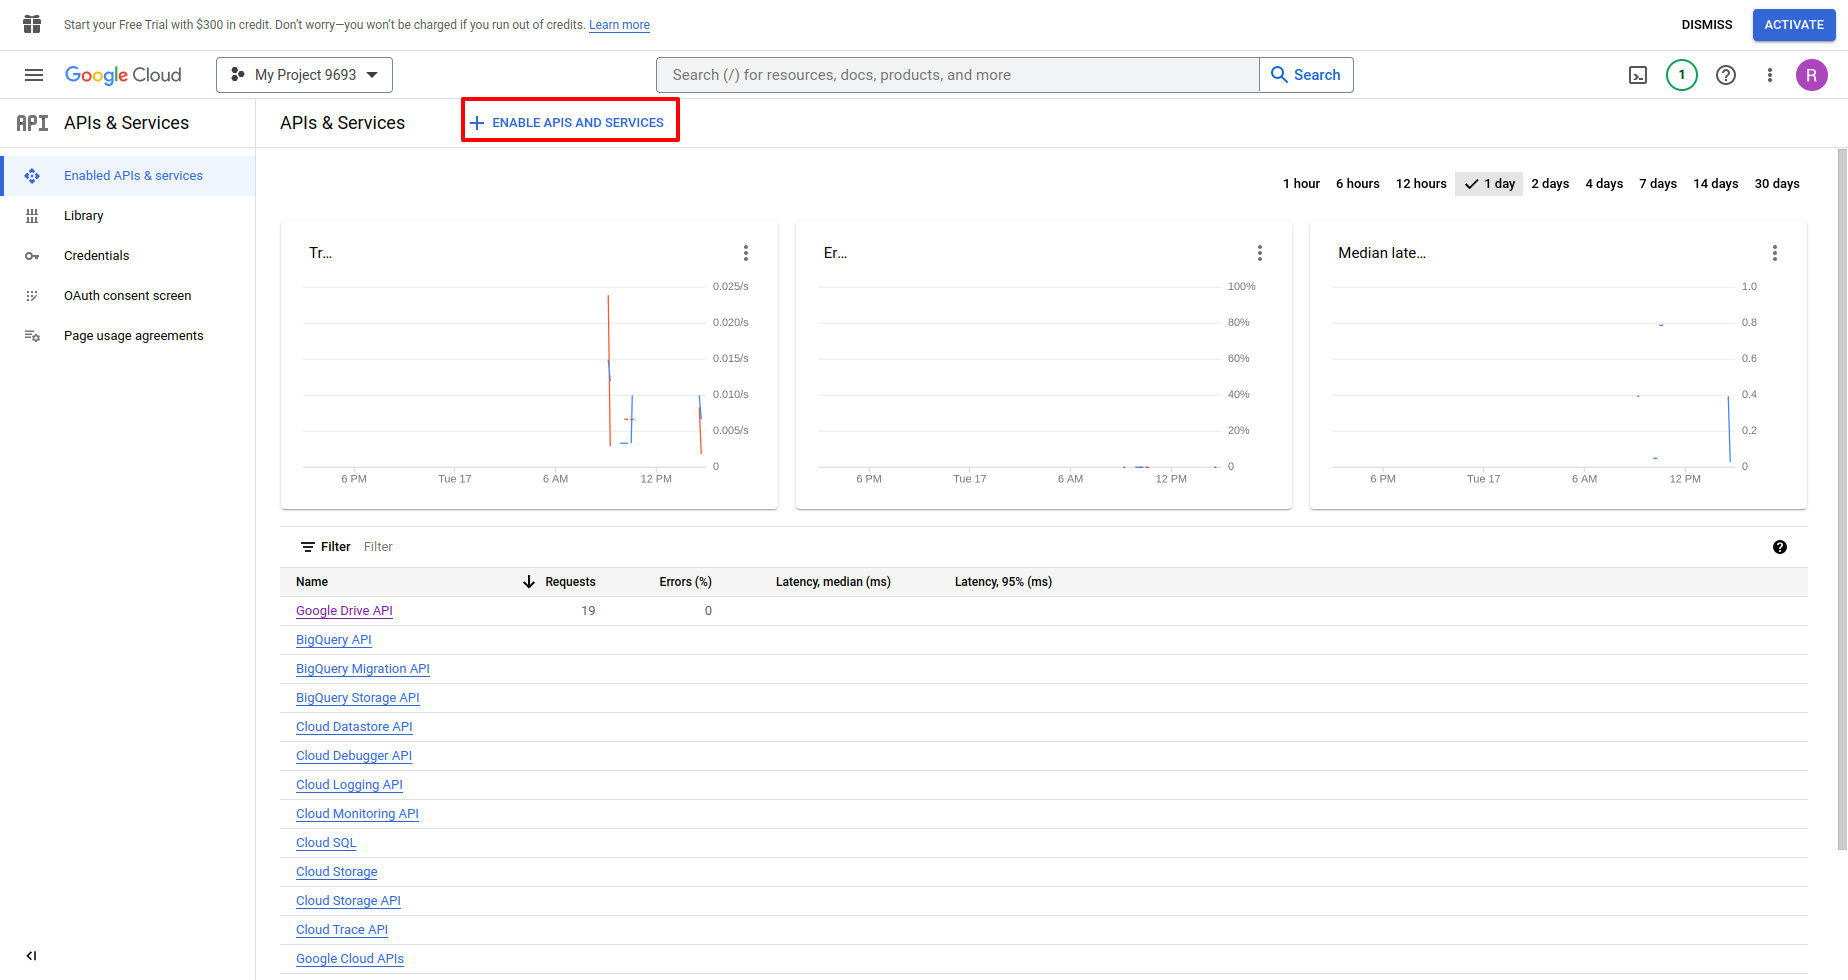 Start your Free Trial with $300 in credit. Don't worry—you won't be charged if you run out of credits. Learn more
DISMISS
ACTIVATE
Google Cloud
My Project 9693
Search (/) for resources, docs, products, and more
Search
1
R
API APIs & Services
APIs & Services
ENABLE APIS AND SERVICES
Enabled APIs & services
Library
Credentials
OAuth consent screen
Page usage agreements
1 hour 6 hours 12 hours 1 day 2 days 4 days 7 days 14 days 30 days
Tr...
0.025/s
0.020/s
0.015/s
0.010/s
0.005/s
0
6 PM Tue 17 6 AM 12 PM
Er...
100%
80%
60%
40%
20%
0
6 PM Tue 17 6 AM 12 PM
Median late...
1.0
0.8
0.6
0.4
0.2
0
6 PM Tue 17 6 AM 12 PM
Filter Filter
Name Requests Errors (%) Latency, median (ms) Latency, 95% (ms)
Google Drive API 19 0
BigQuery API
BigQuery Migration API
BigQuery Storage API
Cloud Datastore API
Cloud Debugger API
Cloud Logging API
Cloud Monitoring API
Cloud SQL
Cloud Storage
Cloud Storage API
Cloud Trace API
Google Cloud APIs